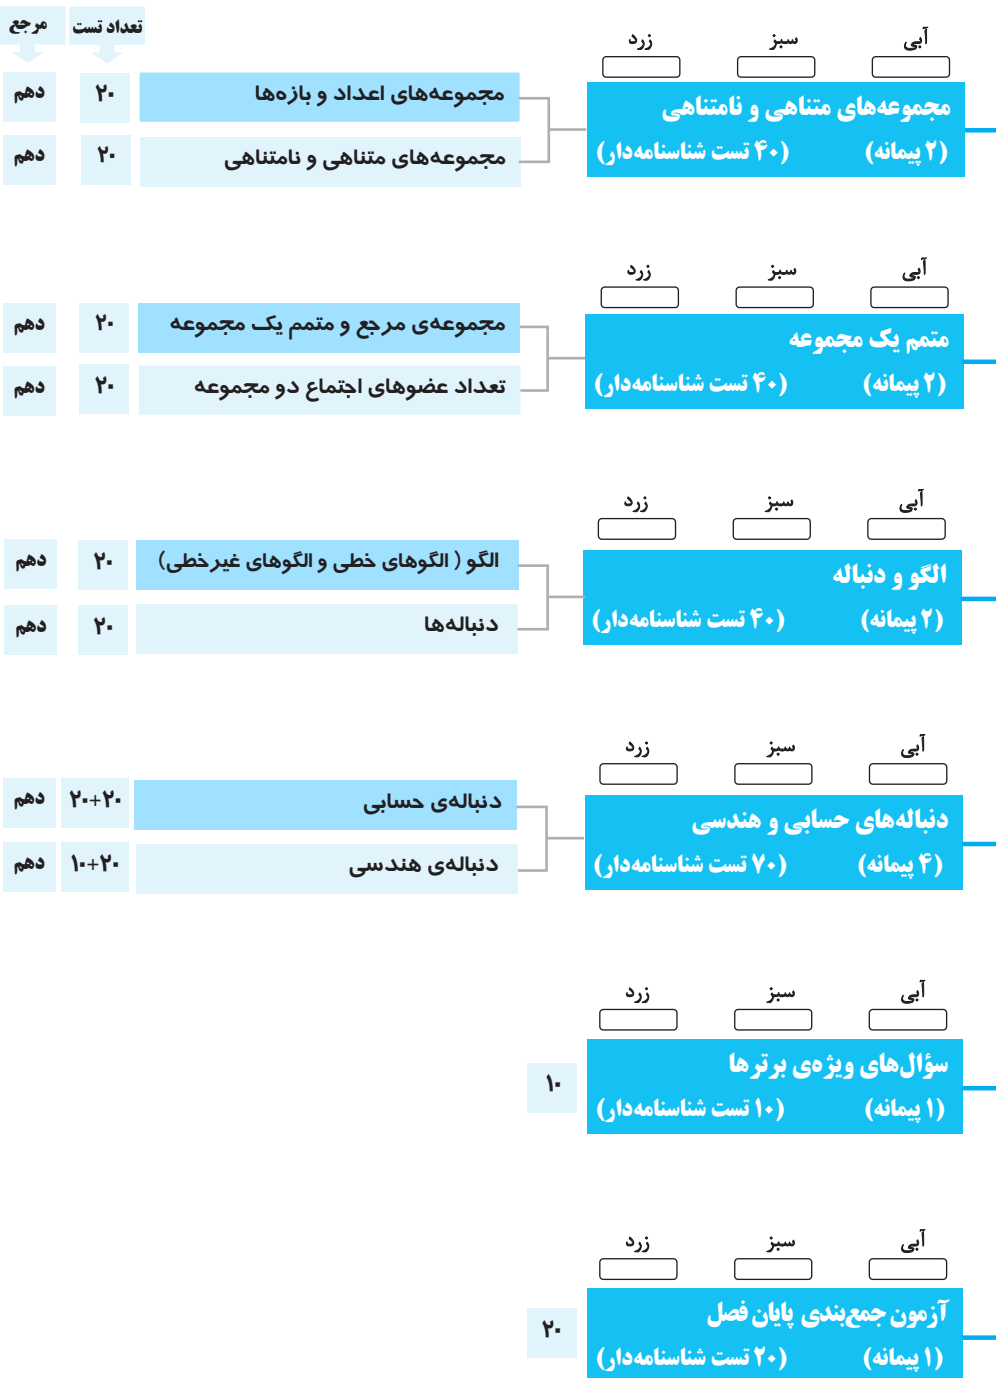 تعداد تست
مرجع
آبی سبز زرد
مجموعه‌های متناهی و نامتناهی
(۲ پیمانه) (۴۰ تست شناسنامه‌دار)
مجموعه‌های اعداد و بازه‌ها ۲۰ دهم
مجموعه‌های متناهی و نامتناهی ۲۰ دهم
آبی سبز زرد
متمم یک مجموعه
(۲ پیمانه) (۴۰ تست شناسنامه‌دار)
مجموعه‌ی مرجع و متمم یک مجموعه ۲۰ دهم
تعداد عضوهای اجتماع دو مجموعه ۲۰ دهم
آبی سبز زرد
الگو و دنباله
(۲ پیمانه) (۴۰ تست شناسنامه‌دار)
الگو ( الگوهای خطی و الگوهای غیرخطی) ۲۰ دهم
دنباله‌ها ۲۰ دهم
آبی سبز زرد
دنباله‌های حسابی و هندسی
(۴ پیمانه) (۷۰ تست شناسنامه‌دار)
دنباله‌ی حسابی ۲۰+۲۰ دهم
دنباله‌ی هندسی ۱۰+۲۰ دهم
آبی سبز زرد
سؤال‌های ویژه‌ی برترها
(۱ پیمانه) (۱۰ تست شناسنامه‌دار)
۱۰
آبی سبز زرد
آزمون جمع‌بندی پایان فصل
(۱ پیمانه) (۲۰ تست شناسنامه‌دار)
۲۰